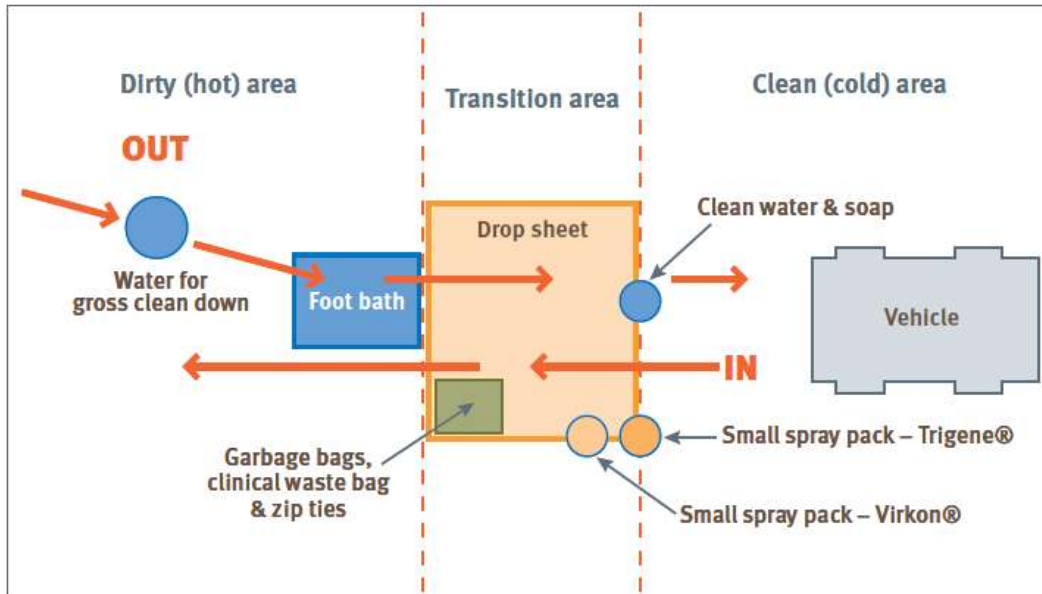 Dirty (hot) area
Transition area
Clean (cold) area
OUT
Water for
gross clean down
Foot bath
Drop sheet
Clean water & soap
Vehicle
IN
Garbage bags,
clinical waste bag
& zip ties
Small spray pack – Trigene®
Small spray pack – Virkon®